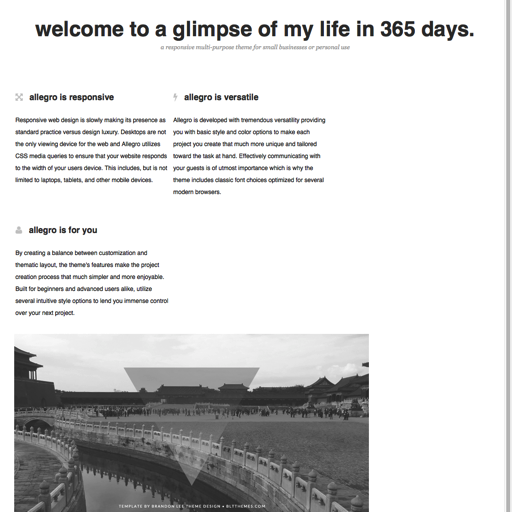 welcome to a glimpse of my life in 365 days.
a responsive multi-purpose theme for small businesses or personal use
allegro is responsive
Responsive web design is slowly making its presence as
standard practice versus design luxury. Desktops are not
the only viewing device for the web and Allegro utilizes
CSS media queries to ensure that your website responds
to the width of your users device. This includes, but is not
limited to laptops, tablets, and other mobile devices.
allegro is versatile
Allegro is developed with tremendous versatility providing
you with basic style and color options to make each
project you create that much more unique and tailored
toward the task at hand. Effectively communicating with
your guests is of utmost importance which is why the
theme includes classic font choices optimized for several
modern browsers.
allegro is for you
By creating a balance between customization and
thematic layout, the theme's features make the project
creation process that much simpler and more enjoyable.
Built for beginners and advanced users alike, utilize
several intuitive style options to lend you immense control
over your next project.
TEMPLATE BY BRANDON LEE THEME DESIGN • BLTTHEMES.COM